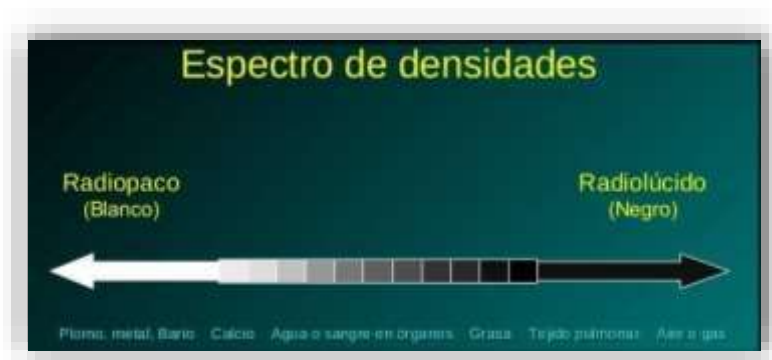 Espectro de densidades
Radiopaco
(Blanco)
Radiolúcido
(Negro)
Plomo, metal, Bario Calcio Agua o sangre en órganos Grasa Tejido pulmonar Aire o gas